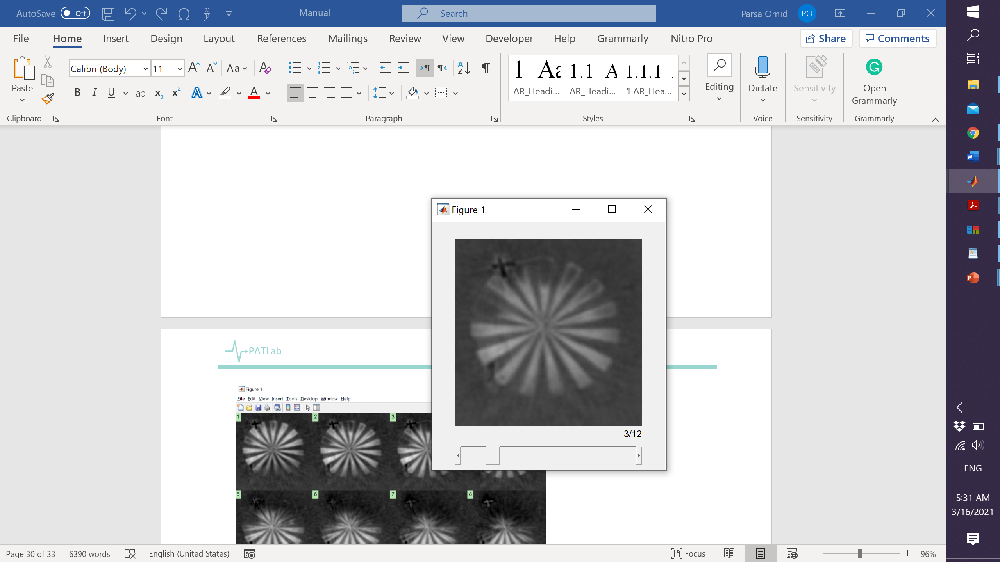 AutoSave Off Manual Search Parsa Omidi PO
File Home Insert Design Layout References Mailings Review View Developer Help Grammarly Nitro Pro Share Comments
Paste
Clipboard
Calibri (Body) 11
Font
Paragraph
1 Aa 1.1 A 1.1.1
AR_Headi... AR_Headi... ¶ AR_Hea...
Styles
Editing
Dictate
Voice
Sensitivity
Sensitivity
Open
Grammarly
Grammarly
Figure 1
3/12
PATLab
Figure 1
File Edit View Insert Tools Desktop Window Help
1 2 3
5 6 7 8
Page 30 of 33 6390 words English (United States) Focus 96%
ENG
5:31 AM
3/16/2021